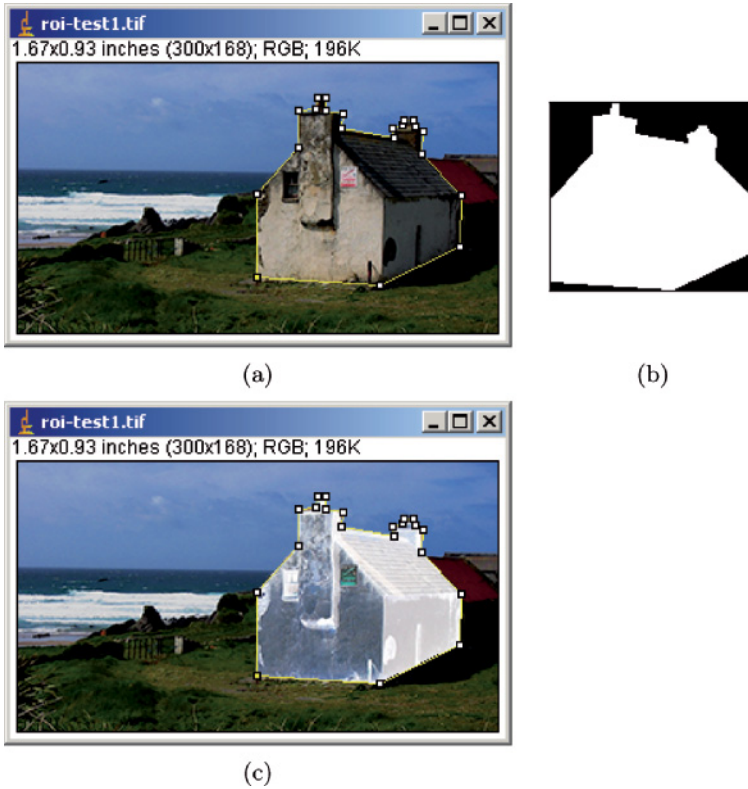 roi-test1.tif
1.67x0.93 inches (300x168); RGB; 196K
(a)
(b)
roi-test1.tif
1.67x0.93 inches (300x168); RGB; 196K
(c)